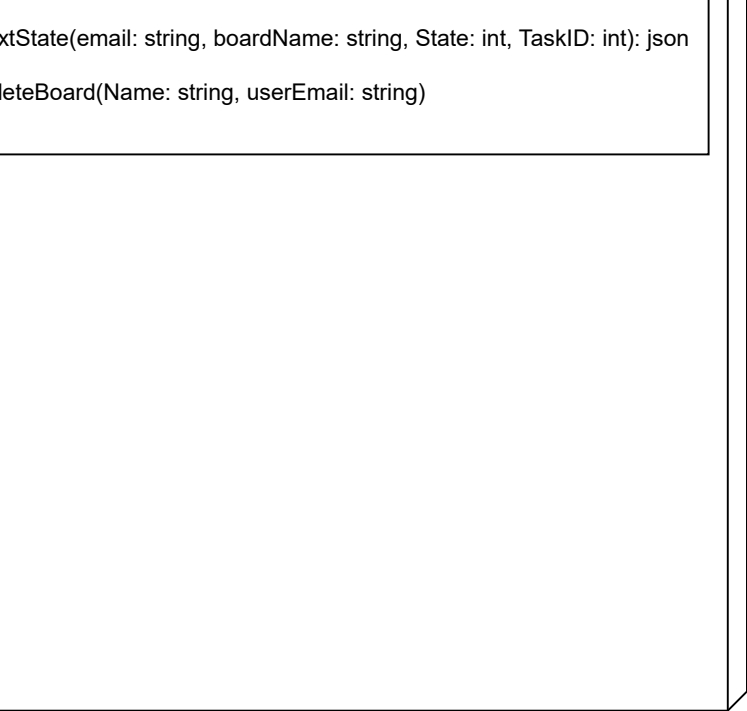 xtState(email: string, boardName: string, State: int, TaskID: int): json
leteBoard(Name: string, userEmail: string)